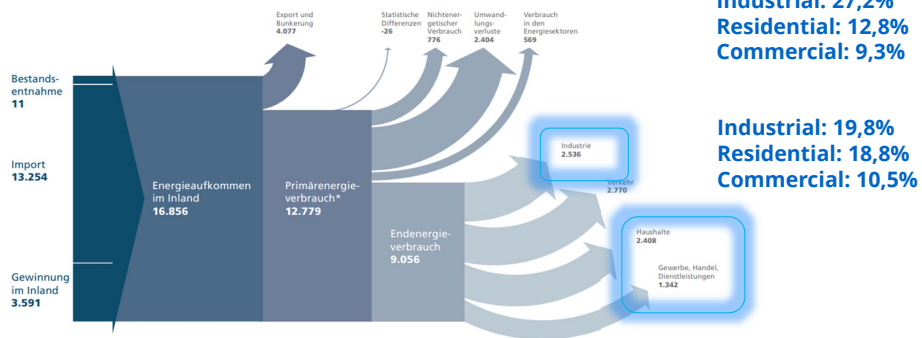 Industrial: 27,2%
Residential: 12,8%
Commercial: 9,3%
Export und
Bunkerung
4.077
Statistische
Differenzen
-26
Nichtener-
getischer
Verbrauch
776
Umwand-
lungs-
verluste
2.404
Verbrauch
in den
Energiesektoren
569
Bestands-
entnahme
11
Import
13.254
Gewinnung
im Inland
3.591
Energieaufkommen
im Inland
16.856
Primärenergie-
verbrauch*
12.779
Endenergie-
verbrauch
9.056
Industrie
2.536
Verkehr
2.770
Haushalte
2.408
Gewerbe, Handel,
Dienstleistungen
1.342
Industrial: 19,8%
Residential: 18,8%
Commercial: 10,5%